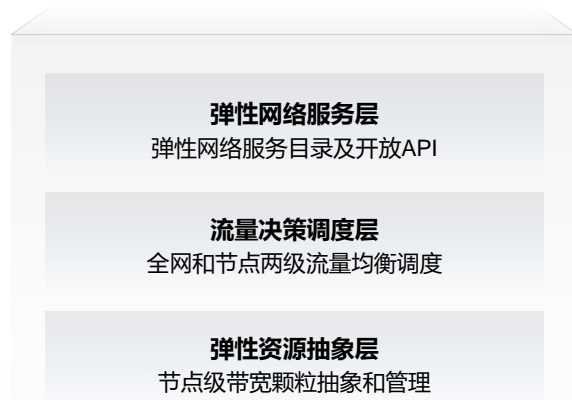 弹性网络服务层
弹性网络服务目录及开放API
流量决策调度层
全网和节点两级流量均衡调度
弹性资源抽象层
节点级带宽颗粒抽象和管理